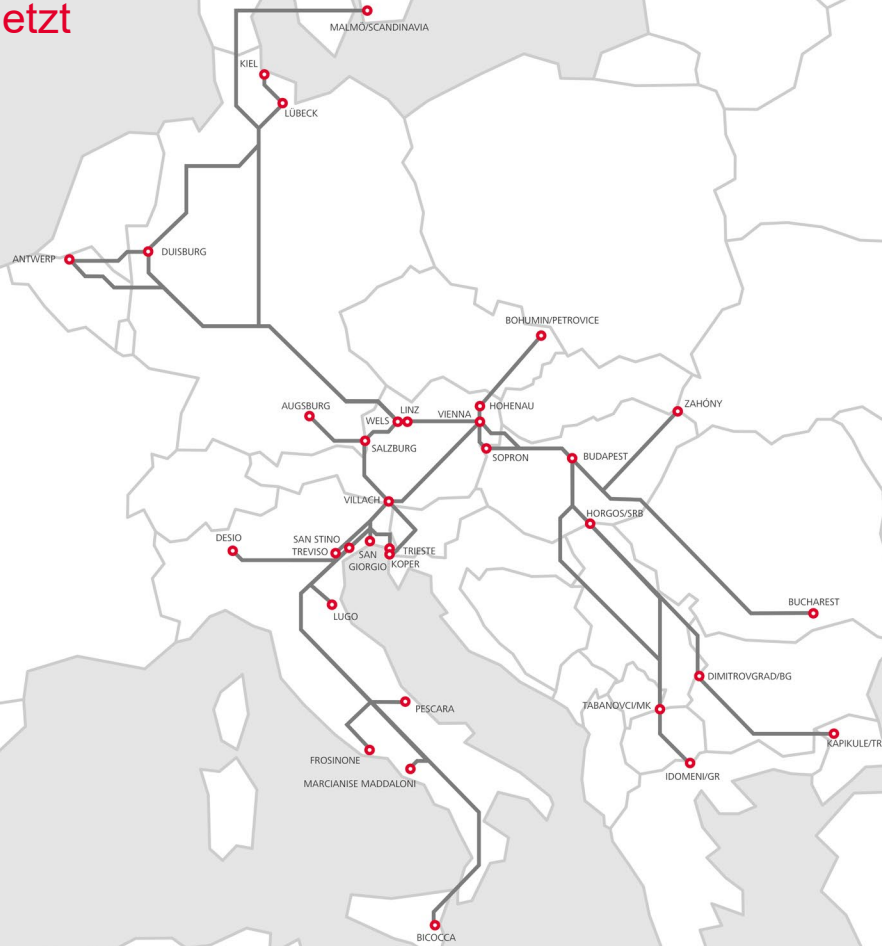 etzt
MALMÖ/SCANDINAVIA
KIEL
LÜBECK
ANTWERP
DUISBURG
BOHUMIN/PETROVICE
AUGSBURG
LINZ
WELS
VIENNA
HOHENAU
ZAHÓNY
SALZBURG
SOPRON
BUDAPEST
VILLACH
HORGOS/SRB
DESIO
SAN STINO
TREVISO
SAN
GIORGIO
TRIESTE
KOPER
LUGO
BUCHAREST
DIMITROVGRAD/BG
PESCARA
TABANOVCI/MK
KAPIKULE/TR
FROSINONE
IDOMENI/GR
MARCIANISE MADDALONI
BICOCCA